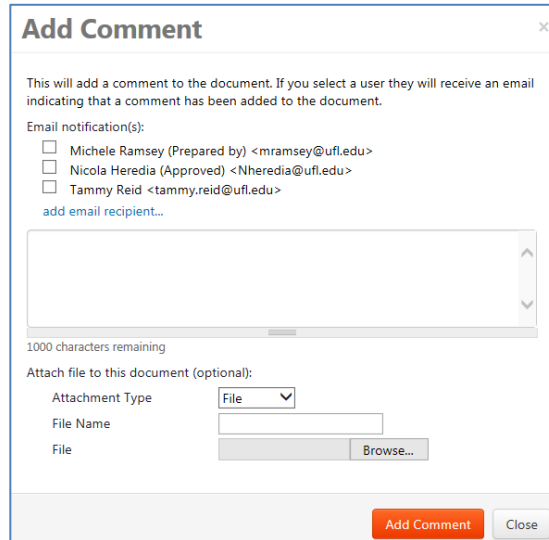 Add Comment
×
This will add a comment to the document. If you select a user they will receive an email
indicating that a comment has been added to the document.
Email notification(s):
Michele Ramsey (Prepared by) <mramsey@ufl.edu>
Nicola Heredia (Approved) <Nheredia@ufl.edu>
Tammy Reid <tammy.reid@ufl.edu>
add email recipient...
1000 characters remaining
Attach file to this document (optional):
Attachment Type File
File Name
File Browse...
Add Comment Close